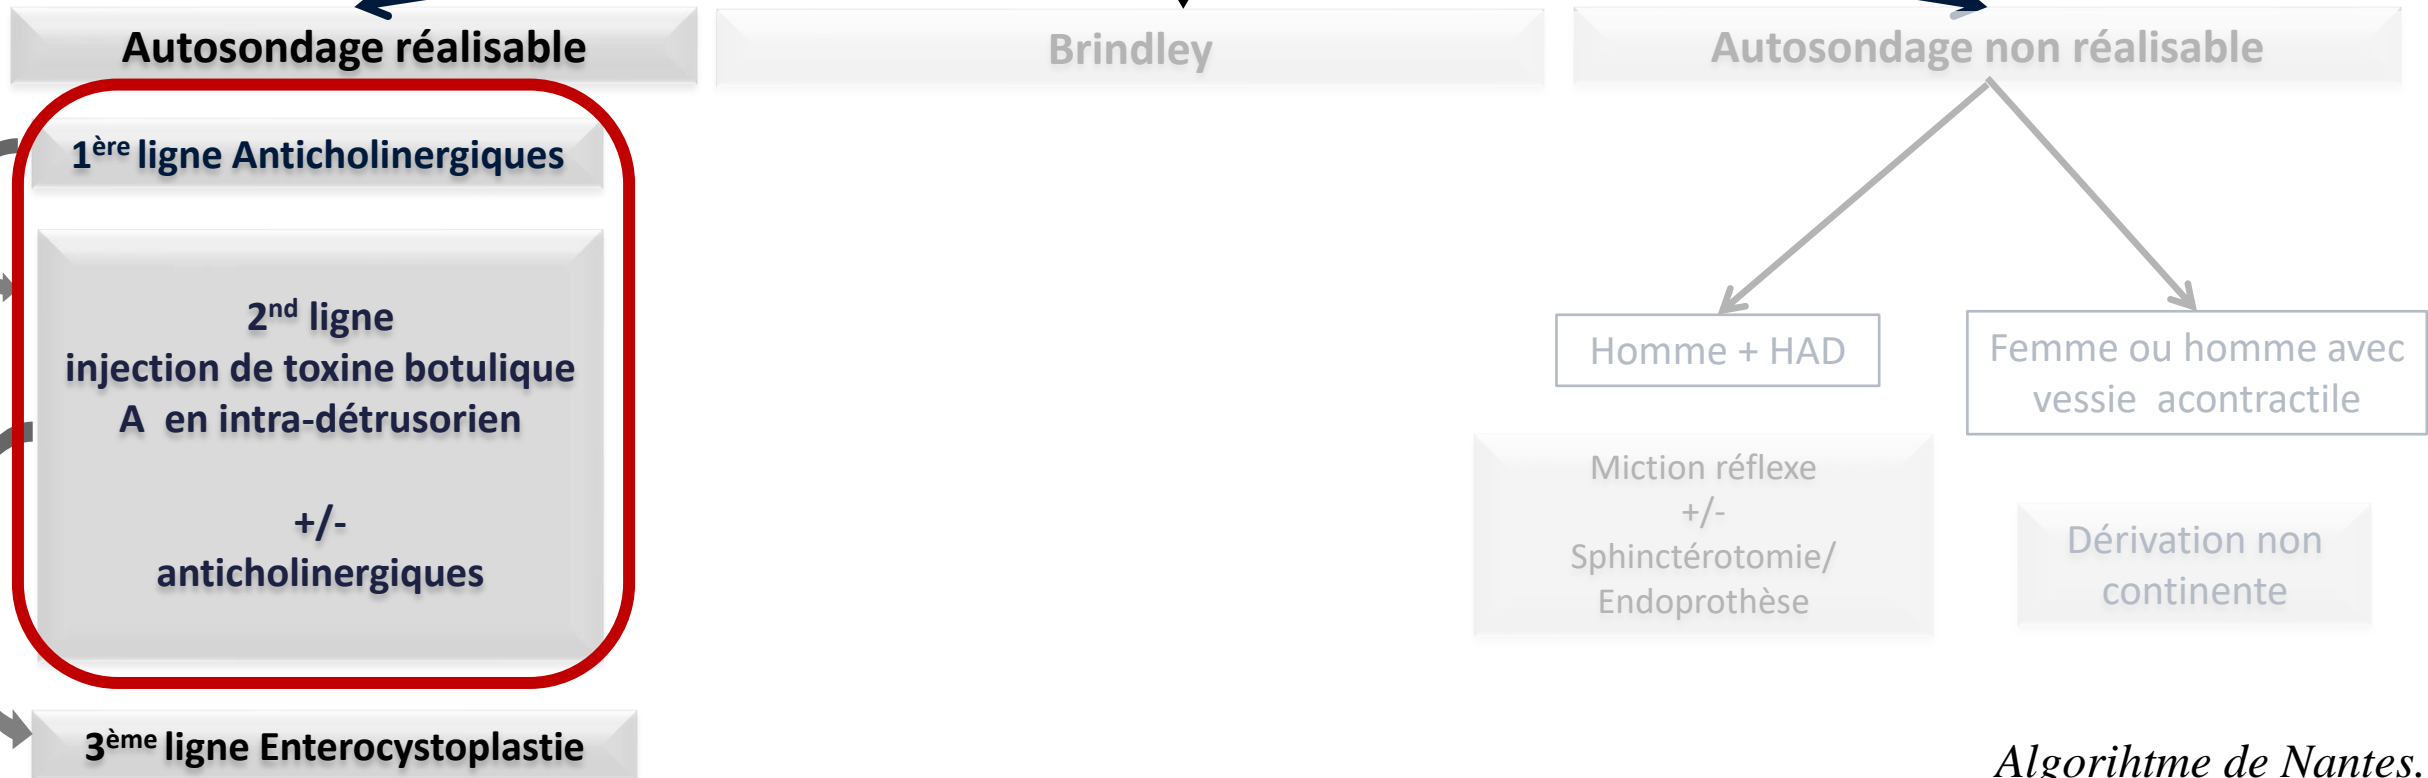 Autosondage réalisable
Brindley
Autosondage non réalisable
1ère ligne Anticholinergiques
2nd ligne
injection de toxine botulique
A en intra-détrusorien
+/-
anticholinergiques
3ème ligne Enterocystoplastie
Homme + HAD
Femme ou homme avec
vessie acontractile
Miction réflexe
+/-
Sphinctérotomie/
Endoprothèse
Dérivation non
continente
Algorihtme de Nantes.